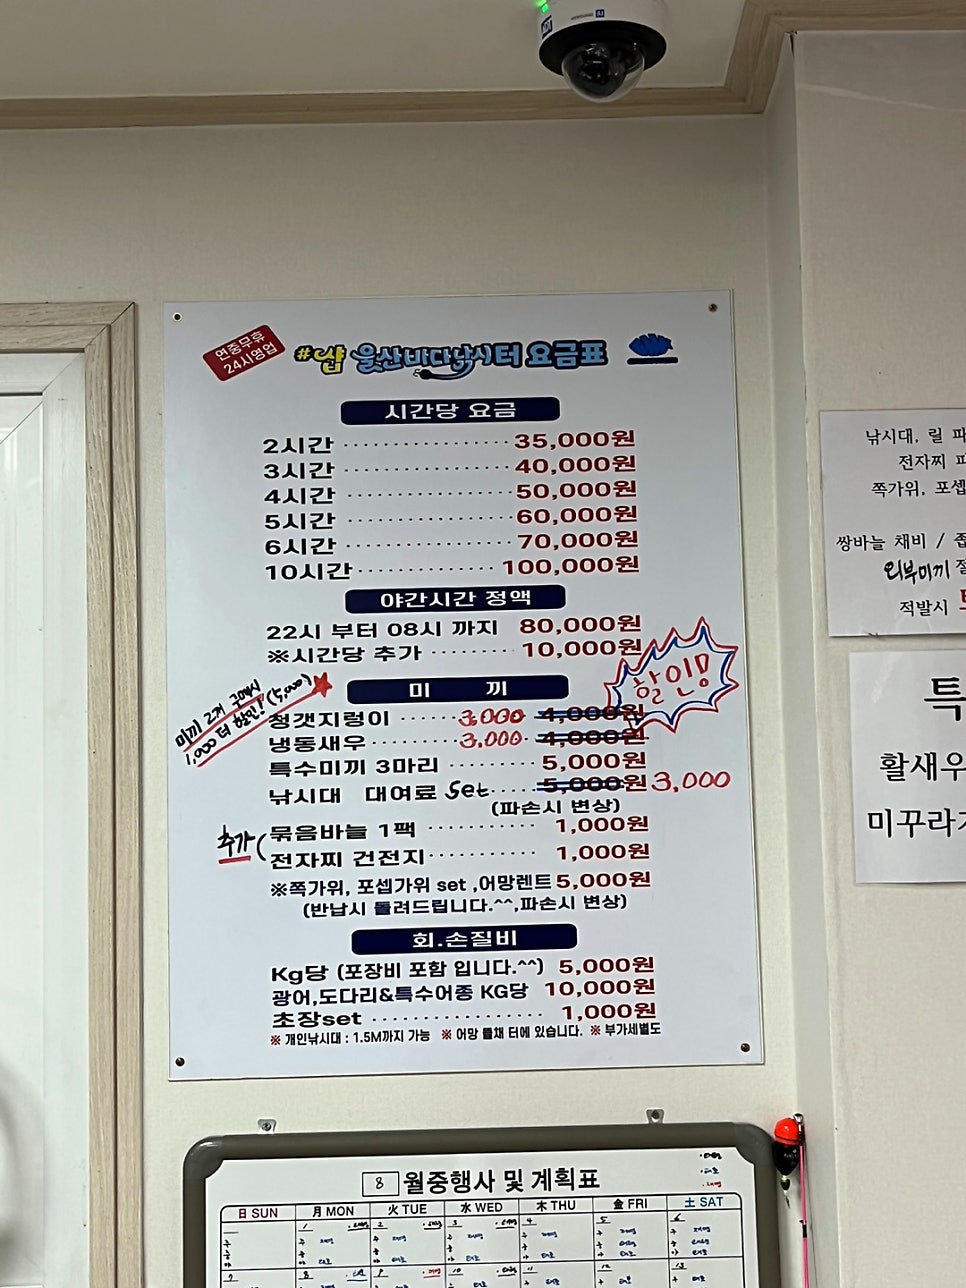 연중무휴
24시영업
#샵 울산바다낚시터 요금표
시간당 요금
2시간 ················ 35,000원
3시간 ················ 40,000원
4시간 ················ 50,000원
5시간 ················ 60,000원
6시간 ················ 70,000원
10시간 ·············· 100,000원
야간시간 정액
22시 부터 08시 까지 80,000원
※시간당 추가 ········· 10,000원
할인!
미끼
미끼 2개 구매시
1,000 더 할인! (5,000)
청갯지렁이 ······ 3,000 4,000원
냉동새우 ········· 3,000 4,000원
특수미끼 3마리 ········· 5,000원
낚시대 대여료 Set ····· 5,000원 3,000
(파손시 변상)
추가(
묶음바늘 1팩 ··········· 1,000원
전자찌 건전지 ··········· 1,000원
※쪽가위, 포셉가위 set ,어망렌트 5,000원
(반납시 돌려드립니다.^^,파손시 변상)
회.손질비
Kg당 (포장비 포함 입니다.^^) 5,000원
광어,도다리&특수어종 KG당 10,000원
초장set ················ 1,000원
※ 개인낚시대 : 1.5M까지 가능 ※ 어망 뜰채 터에 있습니다. ※ 부가세별도
낚시대, 릴 파
전자찌 파
쪽가위, 포셉
쌍바늘 채비 /
외부미끼 절
적발시
특
활새우
미꾸라지
8 월중행사 및 계획표
日 SUN 月 MON 火 TUE 水 WED 木 THU 金 FRI 土 SAT
1 2 3 4 5 6
7 8 9 10 11 12 13